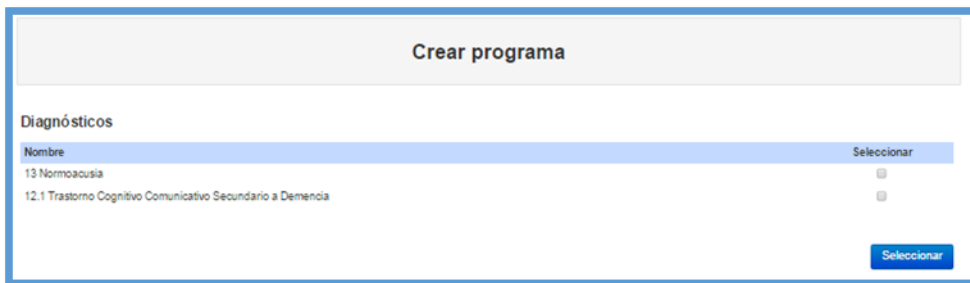 Crear programa
Diagnósticos
Nombre Seleccionar
13 Normoacusia
12.1 Trastorno Cognitivo Comunicativo Secundario a Demencia
Seleccionar